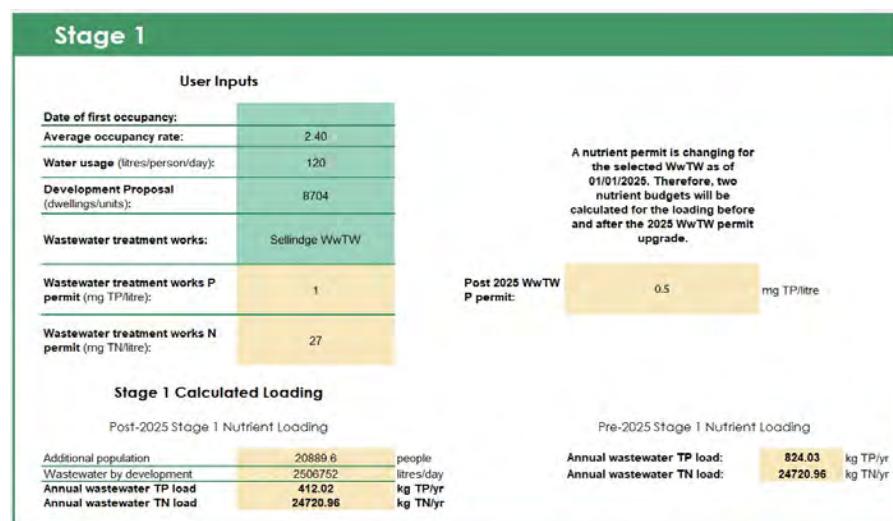 Stage 1
User Inputs
Date of first occupancy:
Average occupancy rate: 2.40
Water usage (litres/person/day): 120
Development Proposal
(dwellings/units): 8704
Wastewater treatment works: Sellindge WwTW
Wastewater treatment works P
permit (mg TP/litre): 1
Wastewater treatment works N
permit (mg TN/litre): 27
A nutrient permit is changing for
the selected WwTW as of
01/01/2025. Therefore, two
nutrient budgets will be
calculated for the loading before
and after the 2025 WwTW permit
upgrade.
Post 2025 WwTW
P permit: 0.5 mg TP/litre
Stage 1 Calculated Loading
Post-2025 Stage 1 Nutrient Loading
Additional population 20889.6 people
Wastewater by development 2506752 litres/day
Annual wastewater TP load 412.02 kg TP/yr
Annual wastewater TN load 24720.96 kg TN/yr
Pre-2025 Stage 1 Nutrient Loading
Annual wastewater TP load: 824.03 kg TP/yr
Annual wastewater TN load: 24720.96 kg TN/yr